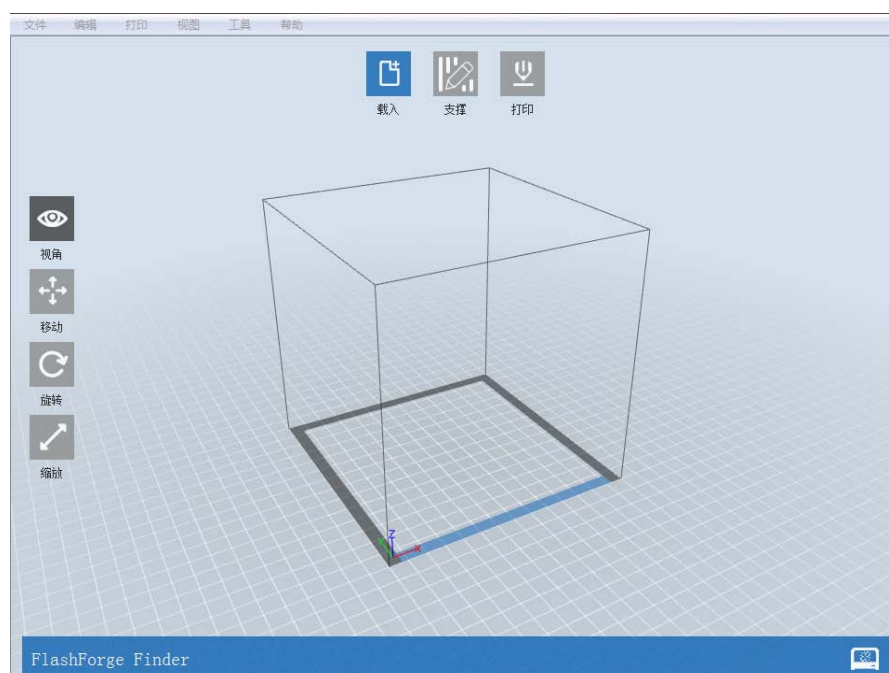 文件 编辑 打印 视图 工具 帮助
载入 支撑 打印
视角
移动
旋转
缩放
Z
Y X
FlashForge Finder